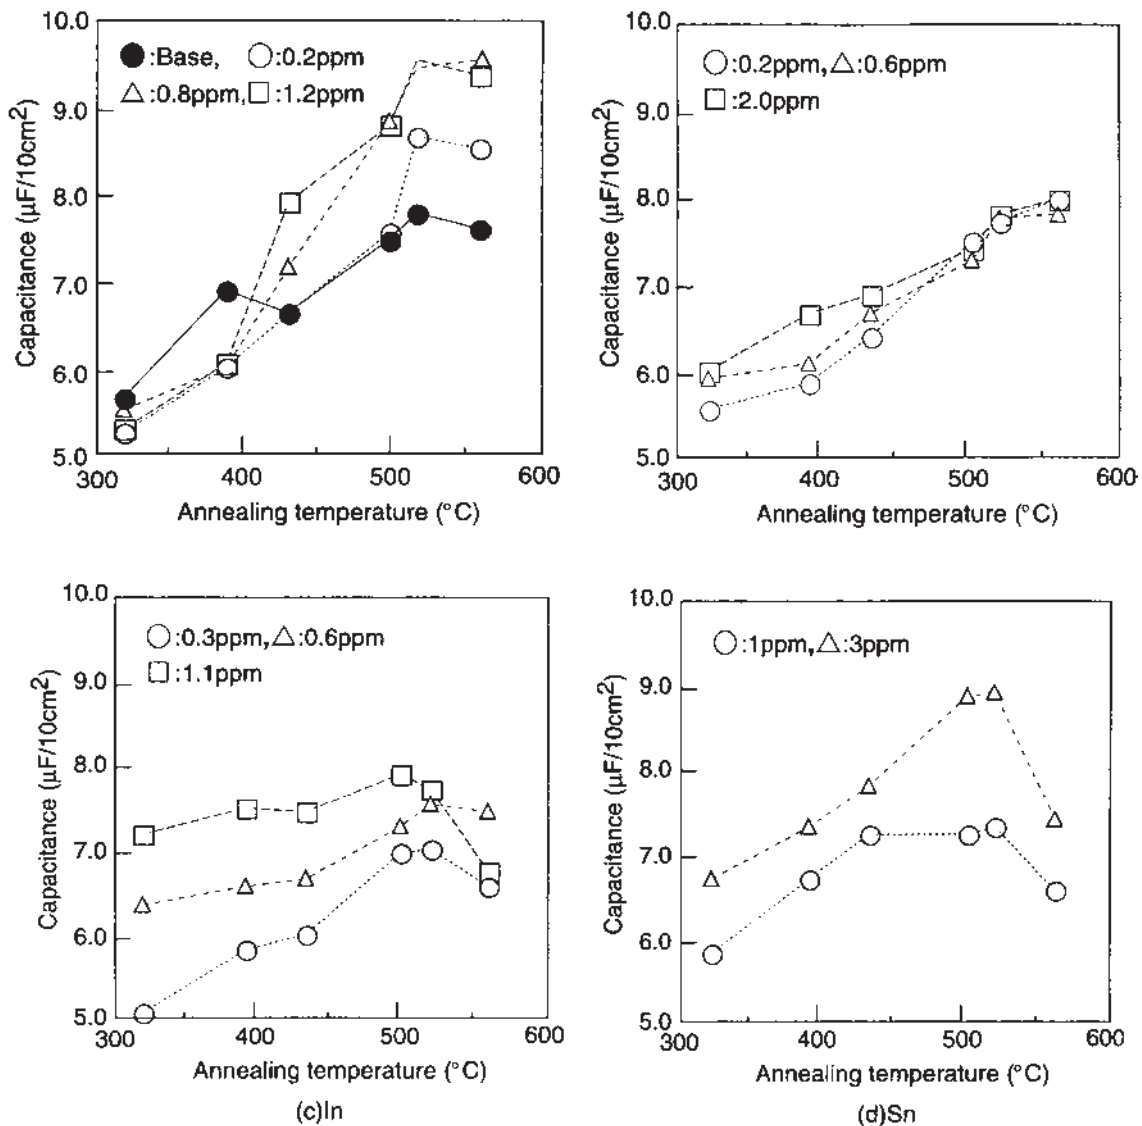 10.0
9.0
8.0
7.0
6.0
5.0
Capacitance (μF/10cm²)
●:Base, ○:0.2ppm
△:0.8ppm, □:1.2ppm
300 400 500 600
Annealing temperature (°C)
10.0
9.0
8.0
7.0
6.0
5.0
Capacitance (μF/10cm²)
○:0.2ppm, △:0.6ppm
□:2.0ppm
300 400 500 600
Annealing temperature (°C)
10.0
9.0
8.0
7.0
6.0
5.0
Capacitance (μF/10cm²)
○:0.3ppm, △:0.6ppm
□:1.1ppm
300 400 500 600
Annealing temperature (°C)
(c)In
10.0
9.0
8.0
7.0
6.0
5.0
Capacitance (μF/10cm²)
○:1ppm, △:3ppm
300 400 500 600
Annealing temperature (°C)
(d)Sn